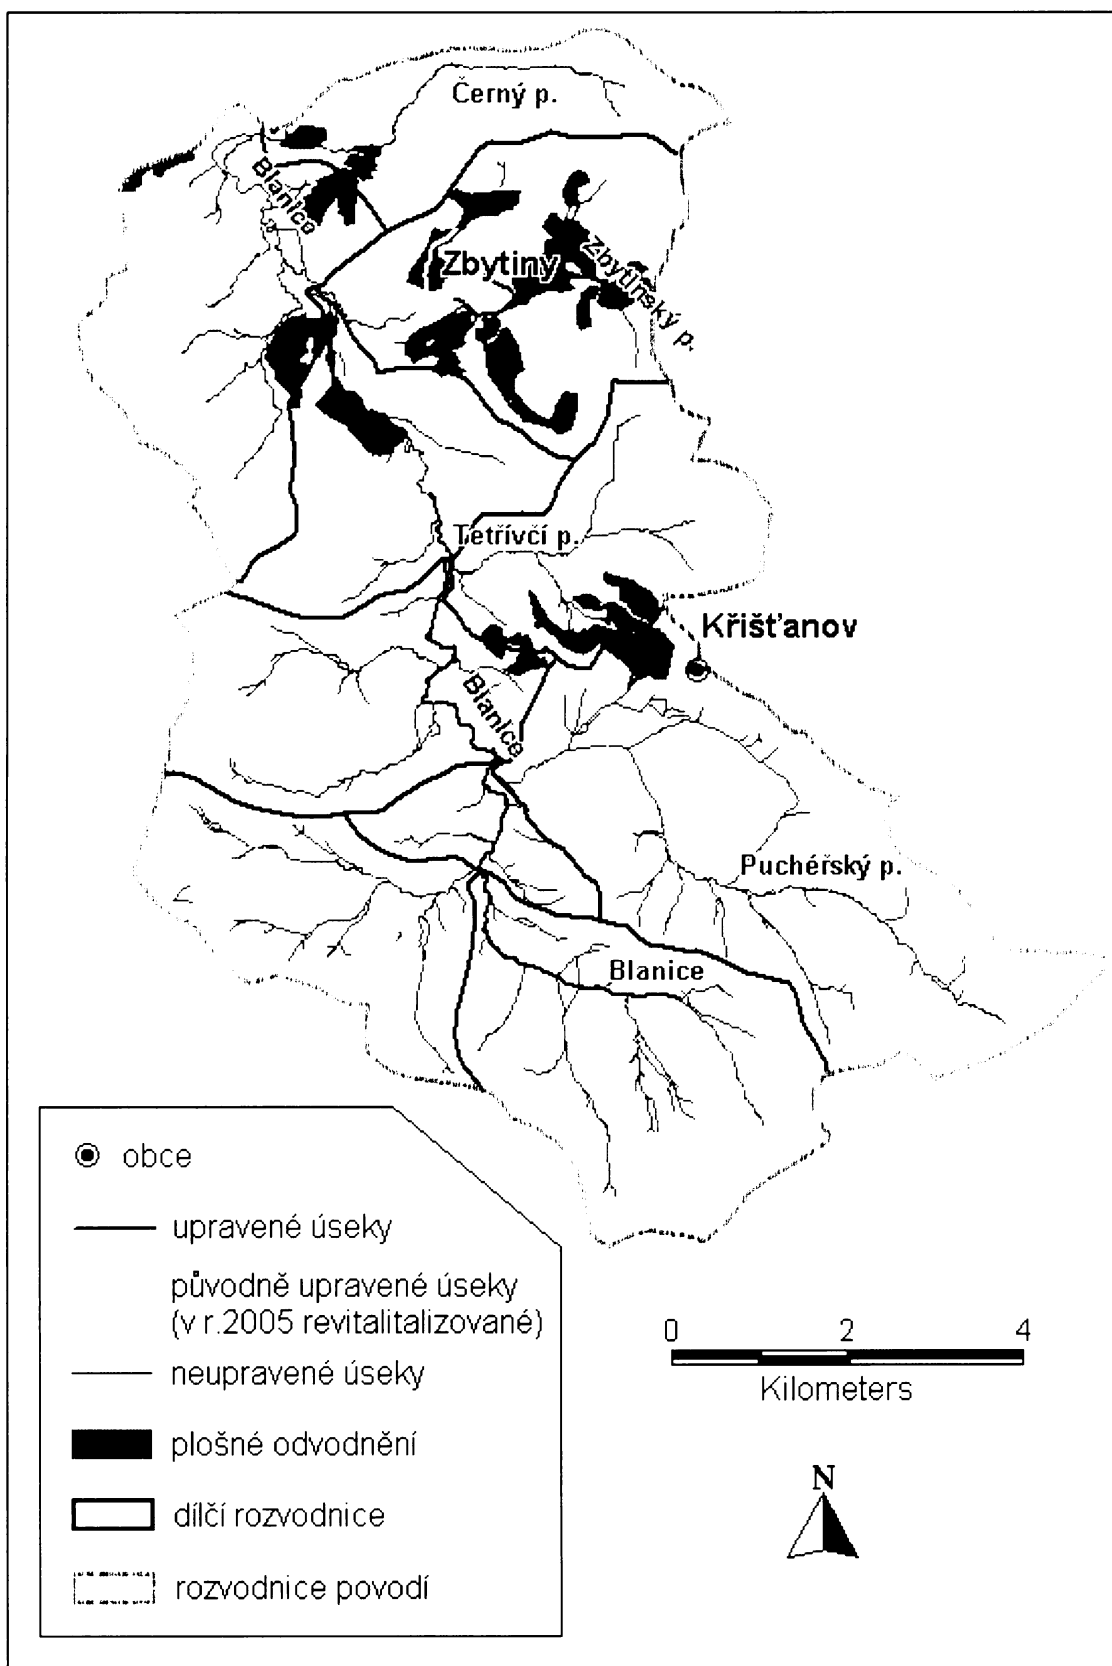 Černý p.
Blanice
Zbytiny
Zbytinský p.
Tetřívčí p.
Křišťanov
Blanice
Puchéřský p.
Blanice
obce
upravené úseky
původně upravené úseky
(v r.2005 revitalitalizované)
neupravené úseky
plošné odvodnění
dílčí rozvodnice
rozvodnice povodí
0 2 4
Kilometers
N